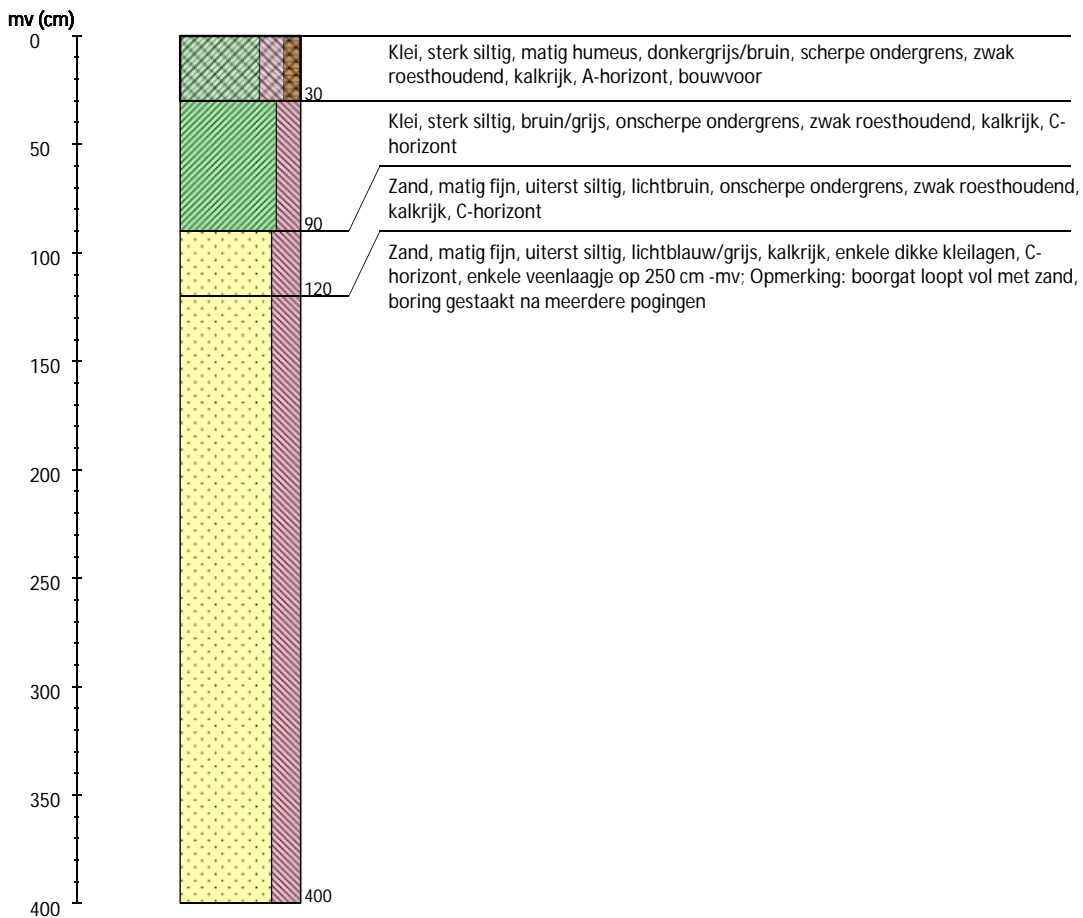 mv (cm)
0
Klei, sterk siltig, matig humeus, donkergrijs/bruin, scherpe ondergrens, zwak
roesthoudend, kalkrijk, A-horizont, bouwvoor
30
Klei, sterk siltig, bruin/grijs, onscherpe ondergrens, zwak roesthoudend, kalkrijk, C-
horizont
50
Zand, matig fijn, uiterst siltig, lichtbruin, onscherpe ondergrens, zwak roesthoudend,
kalkrijk, C-horizont
90
Zand, matig fijn, uiterst siltig, lichtblauw/grijs, kalkrijk, enkele dikke kleilagen, C-
horizont, enkele veenlaagje op 250 cm -mv; Opmerking: boorgat loopt vol met zand,
boring gestaakt na meerdere pogingen
100
120
150
200
250
300
350
400
400